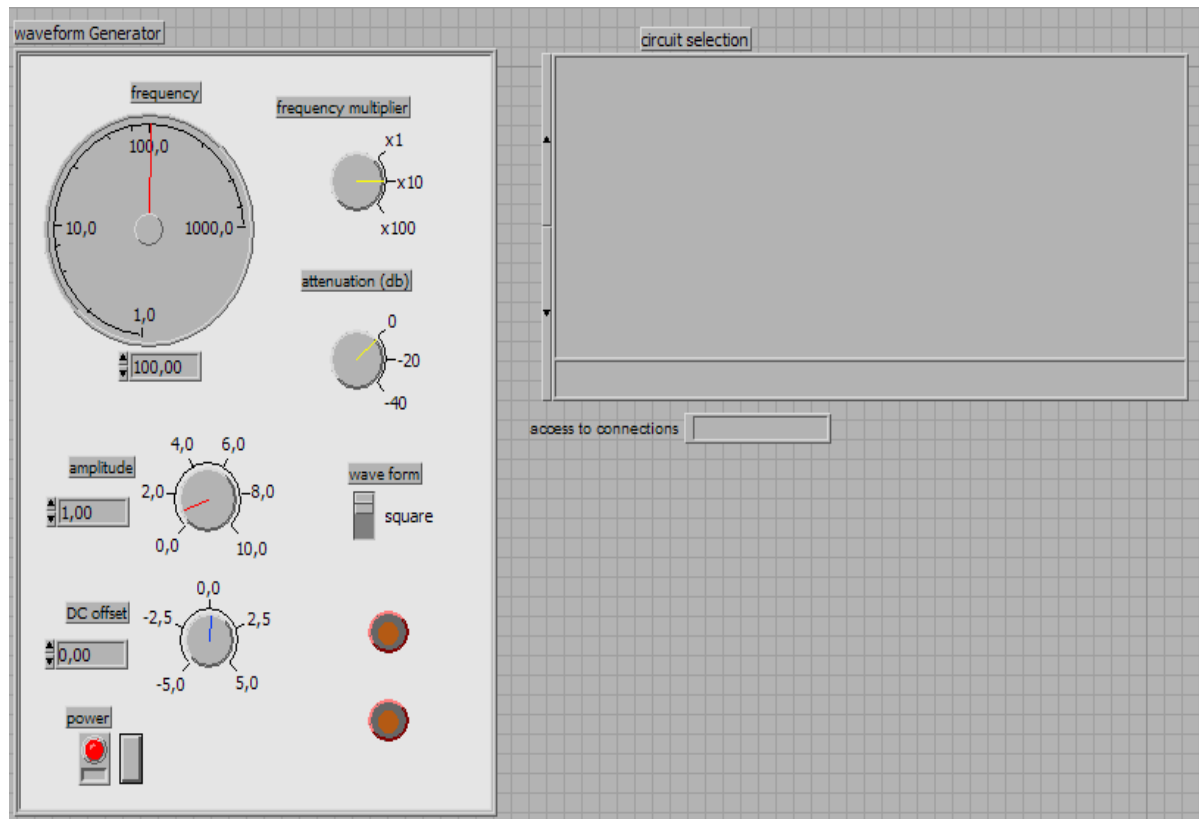 waveform Generator
circuit selection
frequency
100,0
10,0
1000,0
1,0
100,00
frequency multiplier
x1
x10
x100
attenuation (db)
0
-20
-40
access to connections
amplitude
1,00
4,0
6,0
2,0
8,0
0,0
10,0
wave form
square
DC offset
0,00
0,0
-2,5
2,5
-5,0
5,0
power